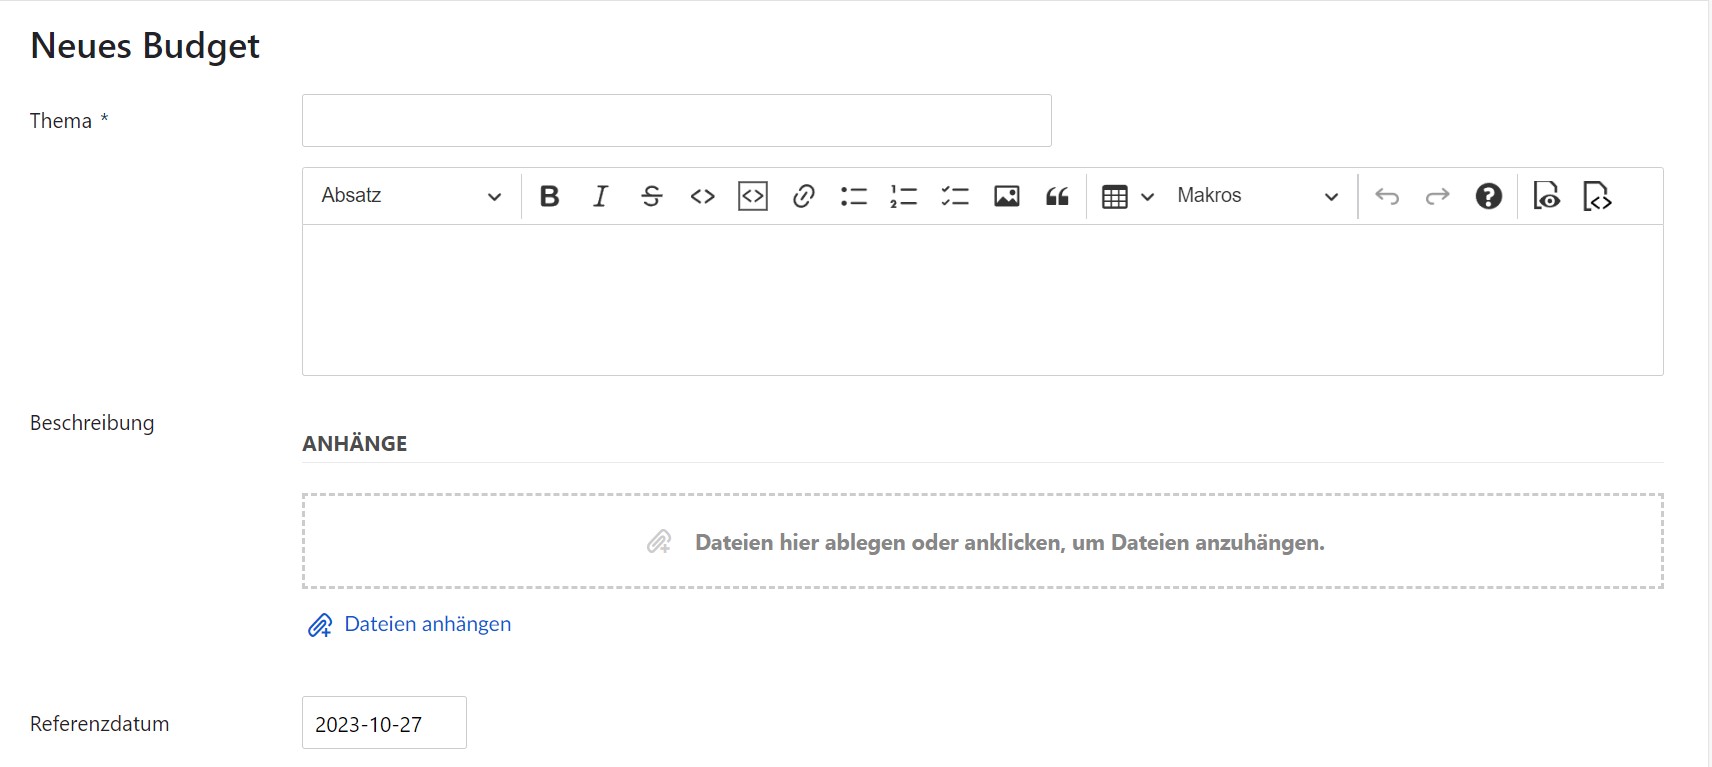 Neues Budget
Thema *
Absatz
Makros
Beschreibung
ANHÄNGE
Dateien hier ablegen oder anklicken, um Dateien anzuhängen.
Dateien anhängen
Referenzdatum
2023-10-27